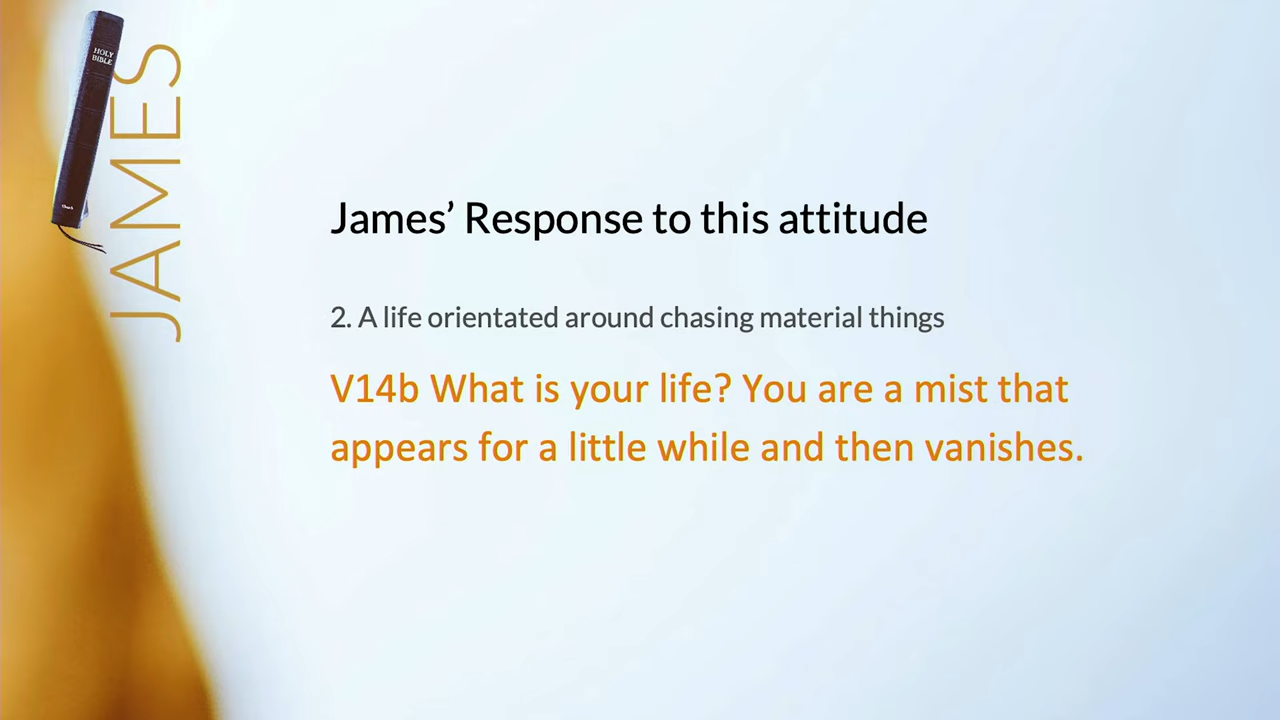 HOLY
BIBLE
JAMES
James’ Response to this attitude
2. A life orientated around chasing material things
V14b What is your life? You are a mist that
appears for a little while and then vanishes.